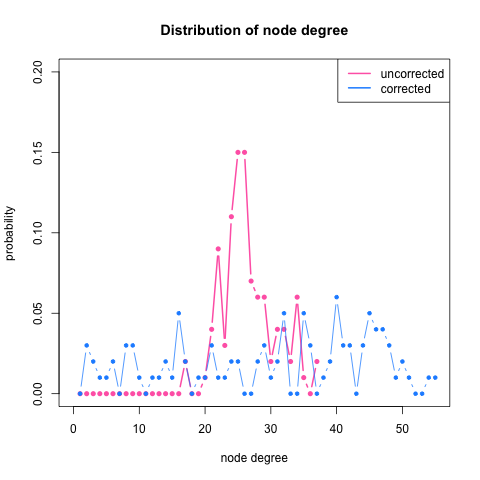 Distribution of node degree
uncorrected
corrected
probability
0.20
0.15
0.10
0.05
0.00
0 10 20 30 40 50
node degree